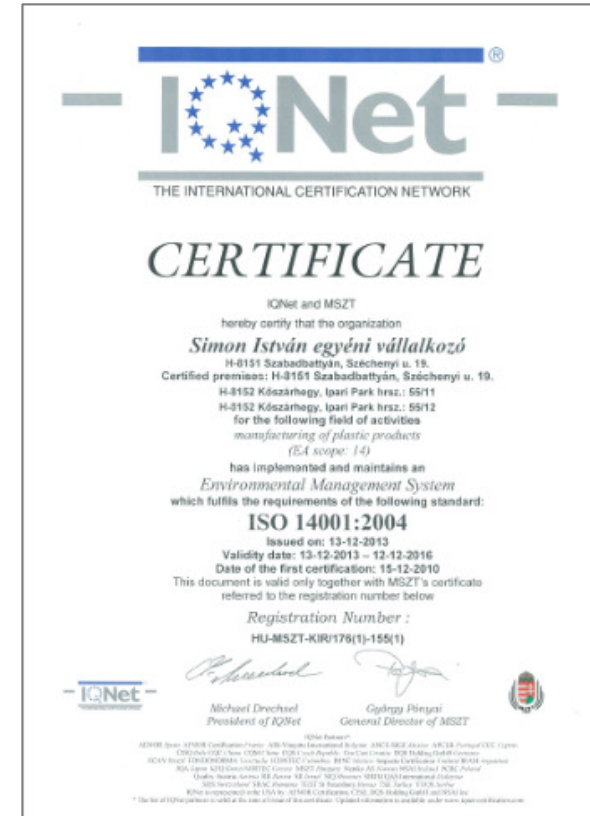 IQNet ®
THE INTERNATIONAL CERTIFICATION NETWORK
CERTIFICATE
IQNet and MSZT
hereby certify that the organization
Simon István egyéni vállalkozó
H-8151 Szabadbattyán, Széchenyi u. 19.
Certified premises: H-8151 Szabadbattyán, Széchenyi u. 19.
H-8152 Kőszárhegy, Ipari Park hrsz.: 55/11
H-8152 Kőszárhegy, Ipari Park hrsz.: 55/12
for the following field of activities
manufacturing of plastic products
(EA scope: 14)
has implemented and maintains an
Environmental Management System
which fulfils the requirements of the following standard:
ISO 14001:2004
Issued on: 13-12-2013
Validity date: 13-12-2013 – 12-12-2016
Date of the first certification: 15-12-2010
This document is valid only together with MSZT's certificate
referred to the registration number below
Registration Number :
HU-MSZT-KIR/176(1)-155(1)
IQNet
Michael Drechsel György Pónyai
President of IQNet General Director of MSZT
IQNet Partners*: